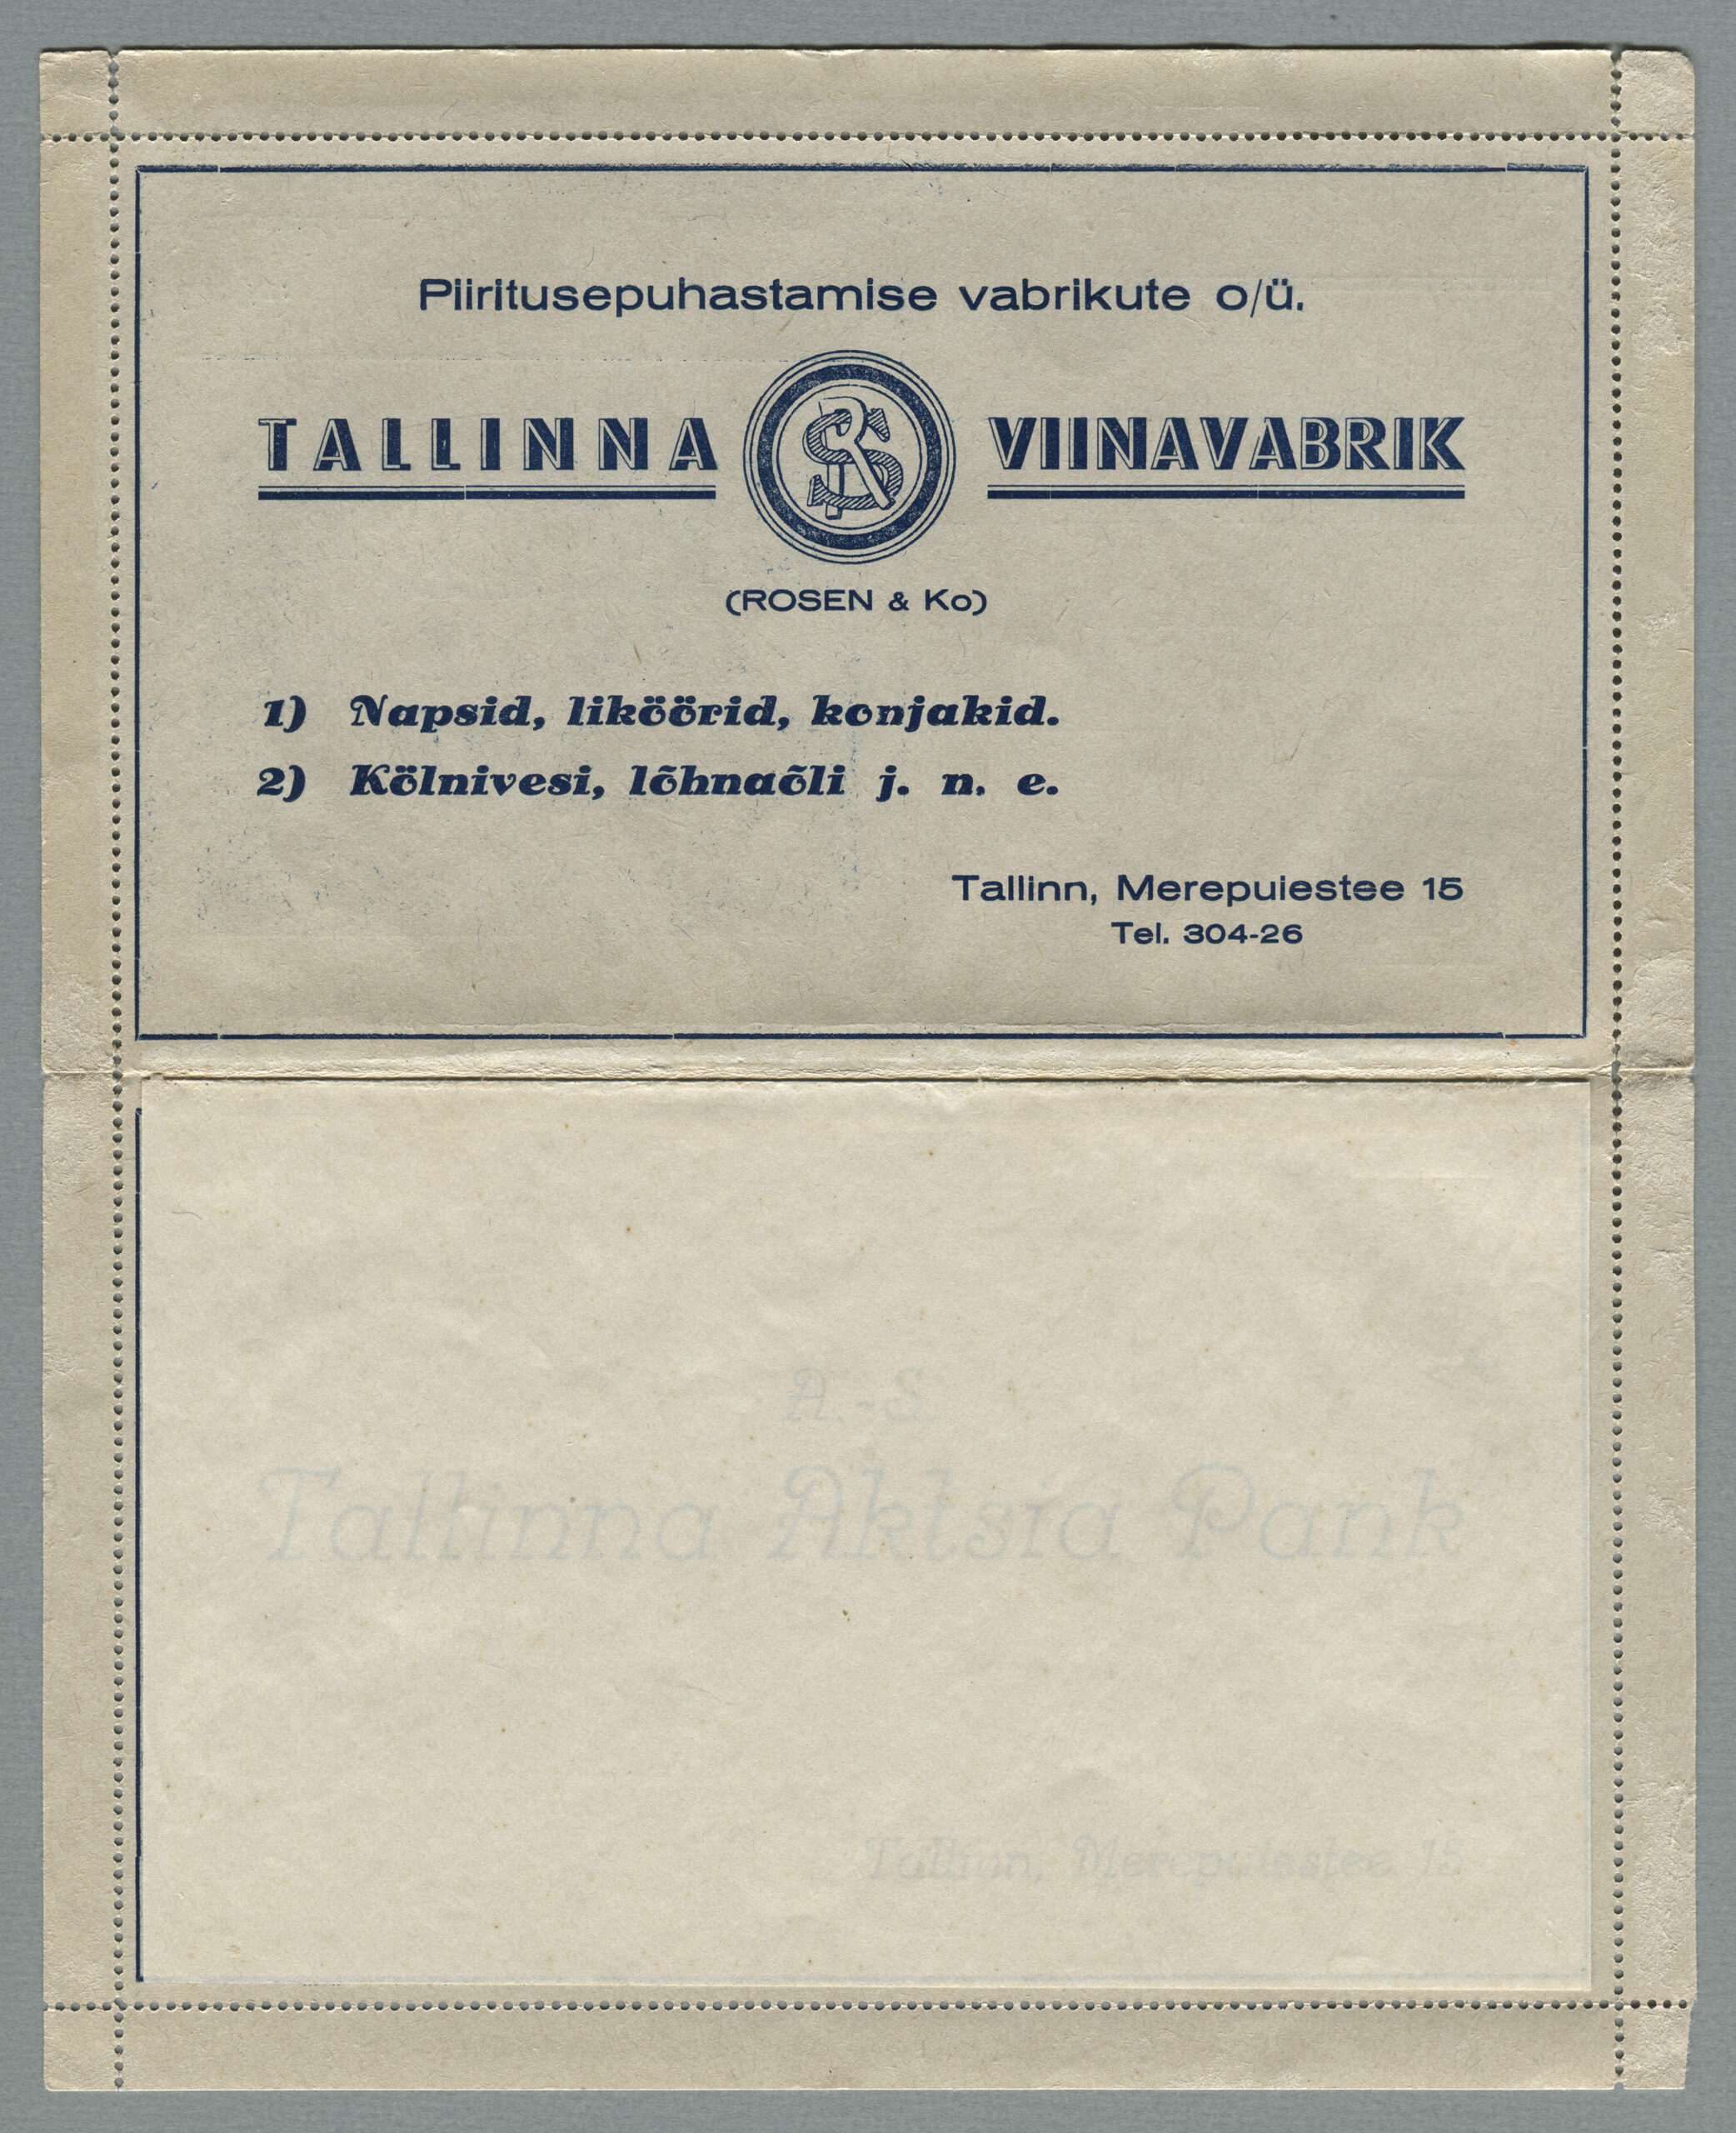 Piiritusepuhastamise vabrikute o/ü.
TALLINNA VIINAVABRIK
(ROSEN & Ko)
1) Napsid, liköörid, konjakid.
2) Kölnivesi, lõhnaõli j. n. e.
Tallinn, Merepuiestee 15
Tel. 304-26
A.-S.
Tallinna Aktsia Pank
Tallinn, Merepuiestee 15